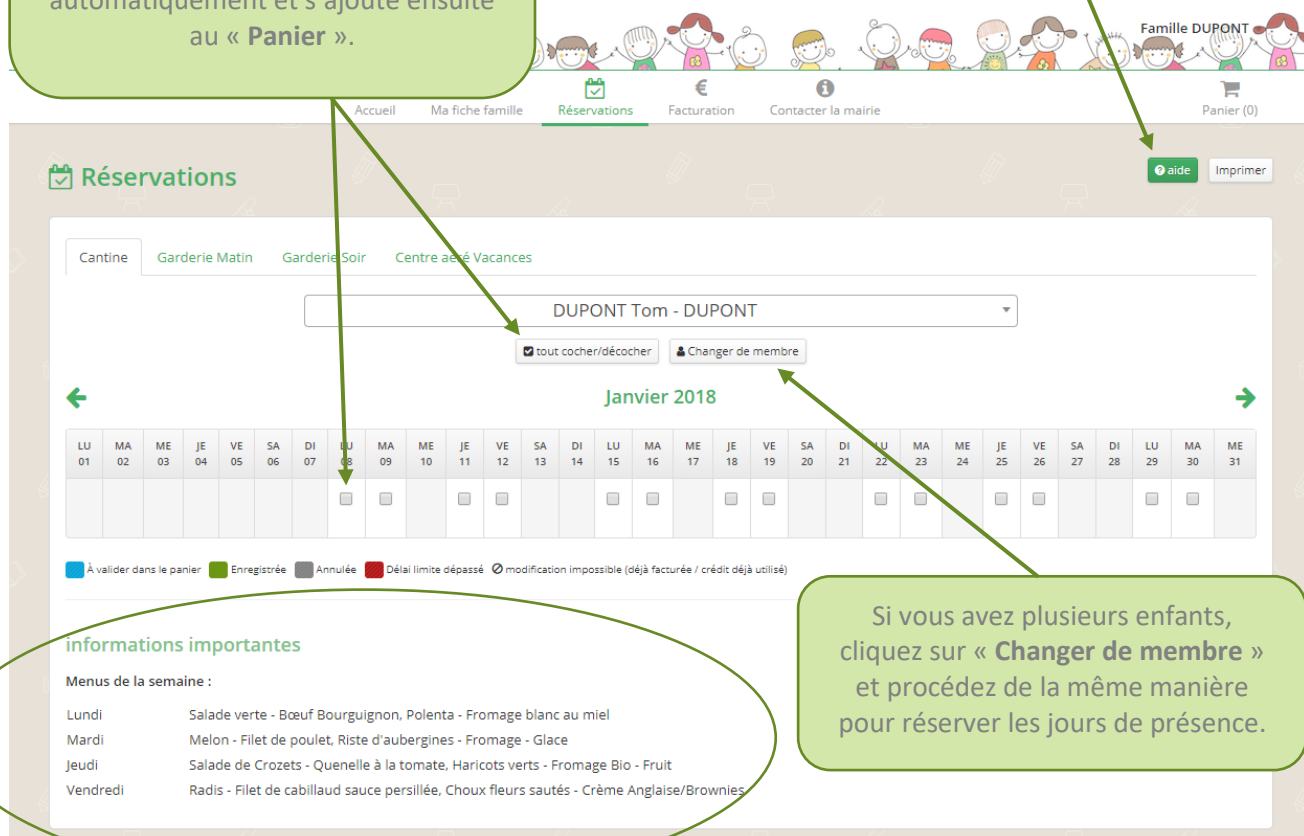 automatiquement et s'ajoute ensuite
au « Panier ».
Famille DUPONT
Accueil Ma fiche famille Réservations Facturation Contacter la mairie Panier (0)
Réservations
aide Imprimer
Cantine Garderie Matin Garderie Soir Centre aéré Vacances
DUPONT Tom - DUPONT
tout cocher/décocher Changer de membre
Janvier 2018
LU MA ME JE VE SA DI LU MA ME JE VE SA DI LU MA ME JE VE SA DI LU MA ME JE VE SA DI LU MA ME
01 02 03 04 05 06 07 08 09 10 11 12 13 14 15 16 17 18 19 20 21 22 23 24 25 26 27 28 29 30 31
À valider dans le panier Enregistrée Annulée Délai limite dépassé modification impossible (déjà facturée / crédit déjà utilisé)
Si vous avez plusieurs enfants,
cliquez sur « Changer de membre »
et procédez de la même manière
pour réserver les jours de présence.
informations importantes
Menus de la semaine :
Lundi Salade verte - Bœuf Bourguignon, Polenta - Fromage blanc au miel
Mardi Melon - Filet de poulet, Riste d'aubergines - Fromage - Glace
Jeudi Salade de Crozets - Quenelle à la tomate, Haricots verts - Fromage Bio - Fruit
Vendredi Radis - Filet de cabillaud sauce persillée, Choux fleurs sautés - Crème Anglaise/Brownies